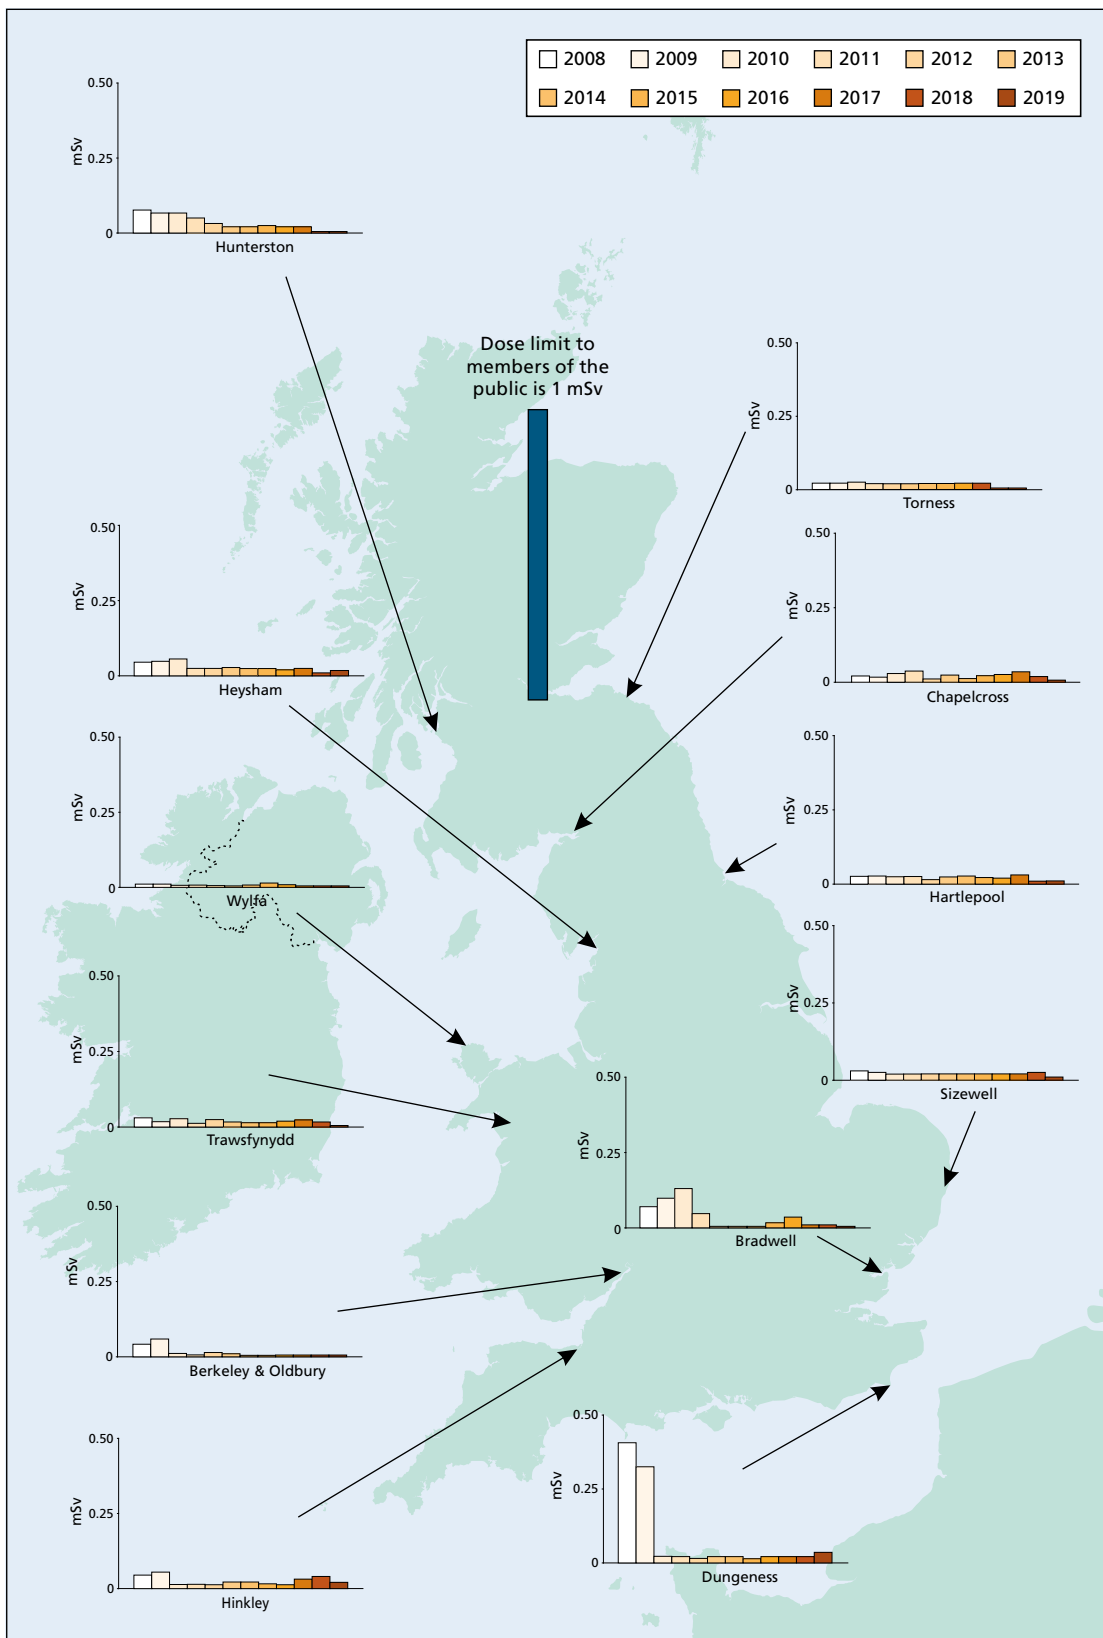 2008 2009 2010 2011 2012 2013
2014 2015 2016 2017 2018 2019
0.50
0.25
0
mSv
Hunterston
Dose limit to
members of the
public is 1 mSv
0.50
0.25
0
mSv
Torness
0.50
0.25
0
mSv
Heysham
0.50
0.25
0
mSv
Chapelcross
0.50
0.25
0
mSv
Wylfa
0.50
0.25
0
mSv
Hartlepool
0.50
0.25
0
mSv
Trawsfynydd
0.50
0.25
0
mSv
Sizewell
0.50
0.25
0
mSv
Bradwell
0.50
0.25
0
mSv
Berkeley & Oldbury
0.50
0.25
0
mSv
Dungeness
0.50
0.25
0
mSv
Hinkley